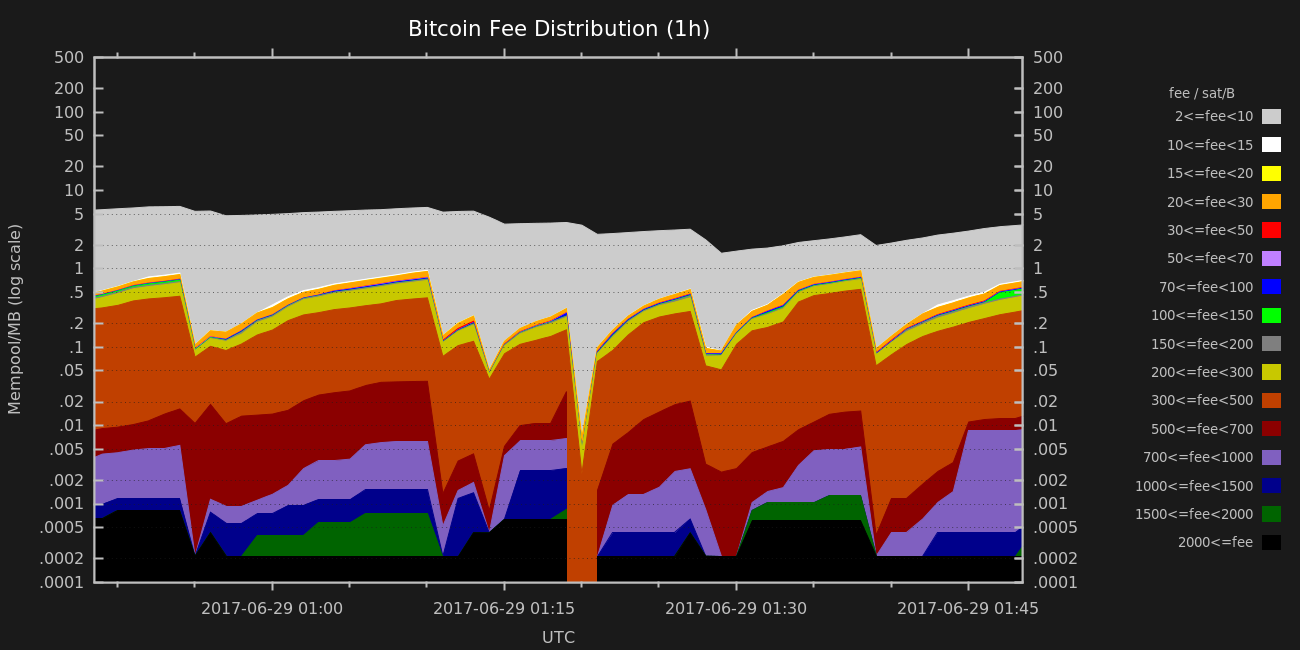 Bitcoin Fee Distribution (1h)
500
200
100
50
20
10
5
2
1
.5
.2
.1
.05
.02
.01
.005
.002
.001
.0005
.0002
.0001
Mempool/MB (log scale)
500
200
100
50
20
10
5
2
1
.5
.2
.1
.05
.02
.01
.005
.002
.001
.0005
.0002
.0001
2017-06-29 01:00
2017-06-29 01:15
2017-06-29 01:30
2017-06-29 01:45
UTC
fee / sat/B
2<=fee<10
10<=fee<15
15<=fee<20
20<=fee<30
30<=fee<50
50<=fee<70
70<=fee<100
100<=fee<150
150<=fee<200
200<=fee<300
300<=fee<500
500<=fee<700
700<=fee<1000
1000<=fee<1500
1500<=fee<2000
2000<=fee